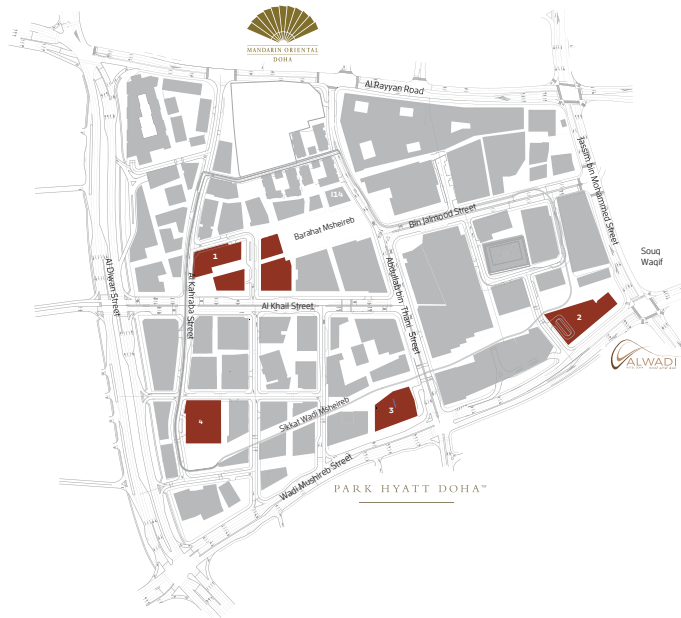 MANDARIN ORIENTAL
DOHA
Al Rayyan Road
Jassim bin Mohammed Street
Bin Jalmood Street
Barahat Msheireb
Souq
Waqif
1
Al Diwan Street
Al Kahraba Street
Abdullah bin Thani Street
Al Khail Street
2
ALWADI
3
Sikkat Wadi Msheireb
4
Wadi Mushireb Street
PARK HYATT DOHA™